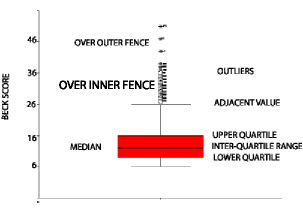 46
OVER OUTER FENCE
36
OUTLIERS
OVER INNER FENCE
BECK SCORE
26
ADJACENT VALUE
16
UPPER QUARTILE
MEDIAN
INTER-QUARTILE RANGE
LOWER QUARTILE
6